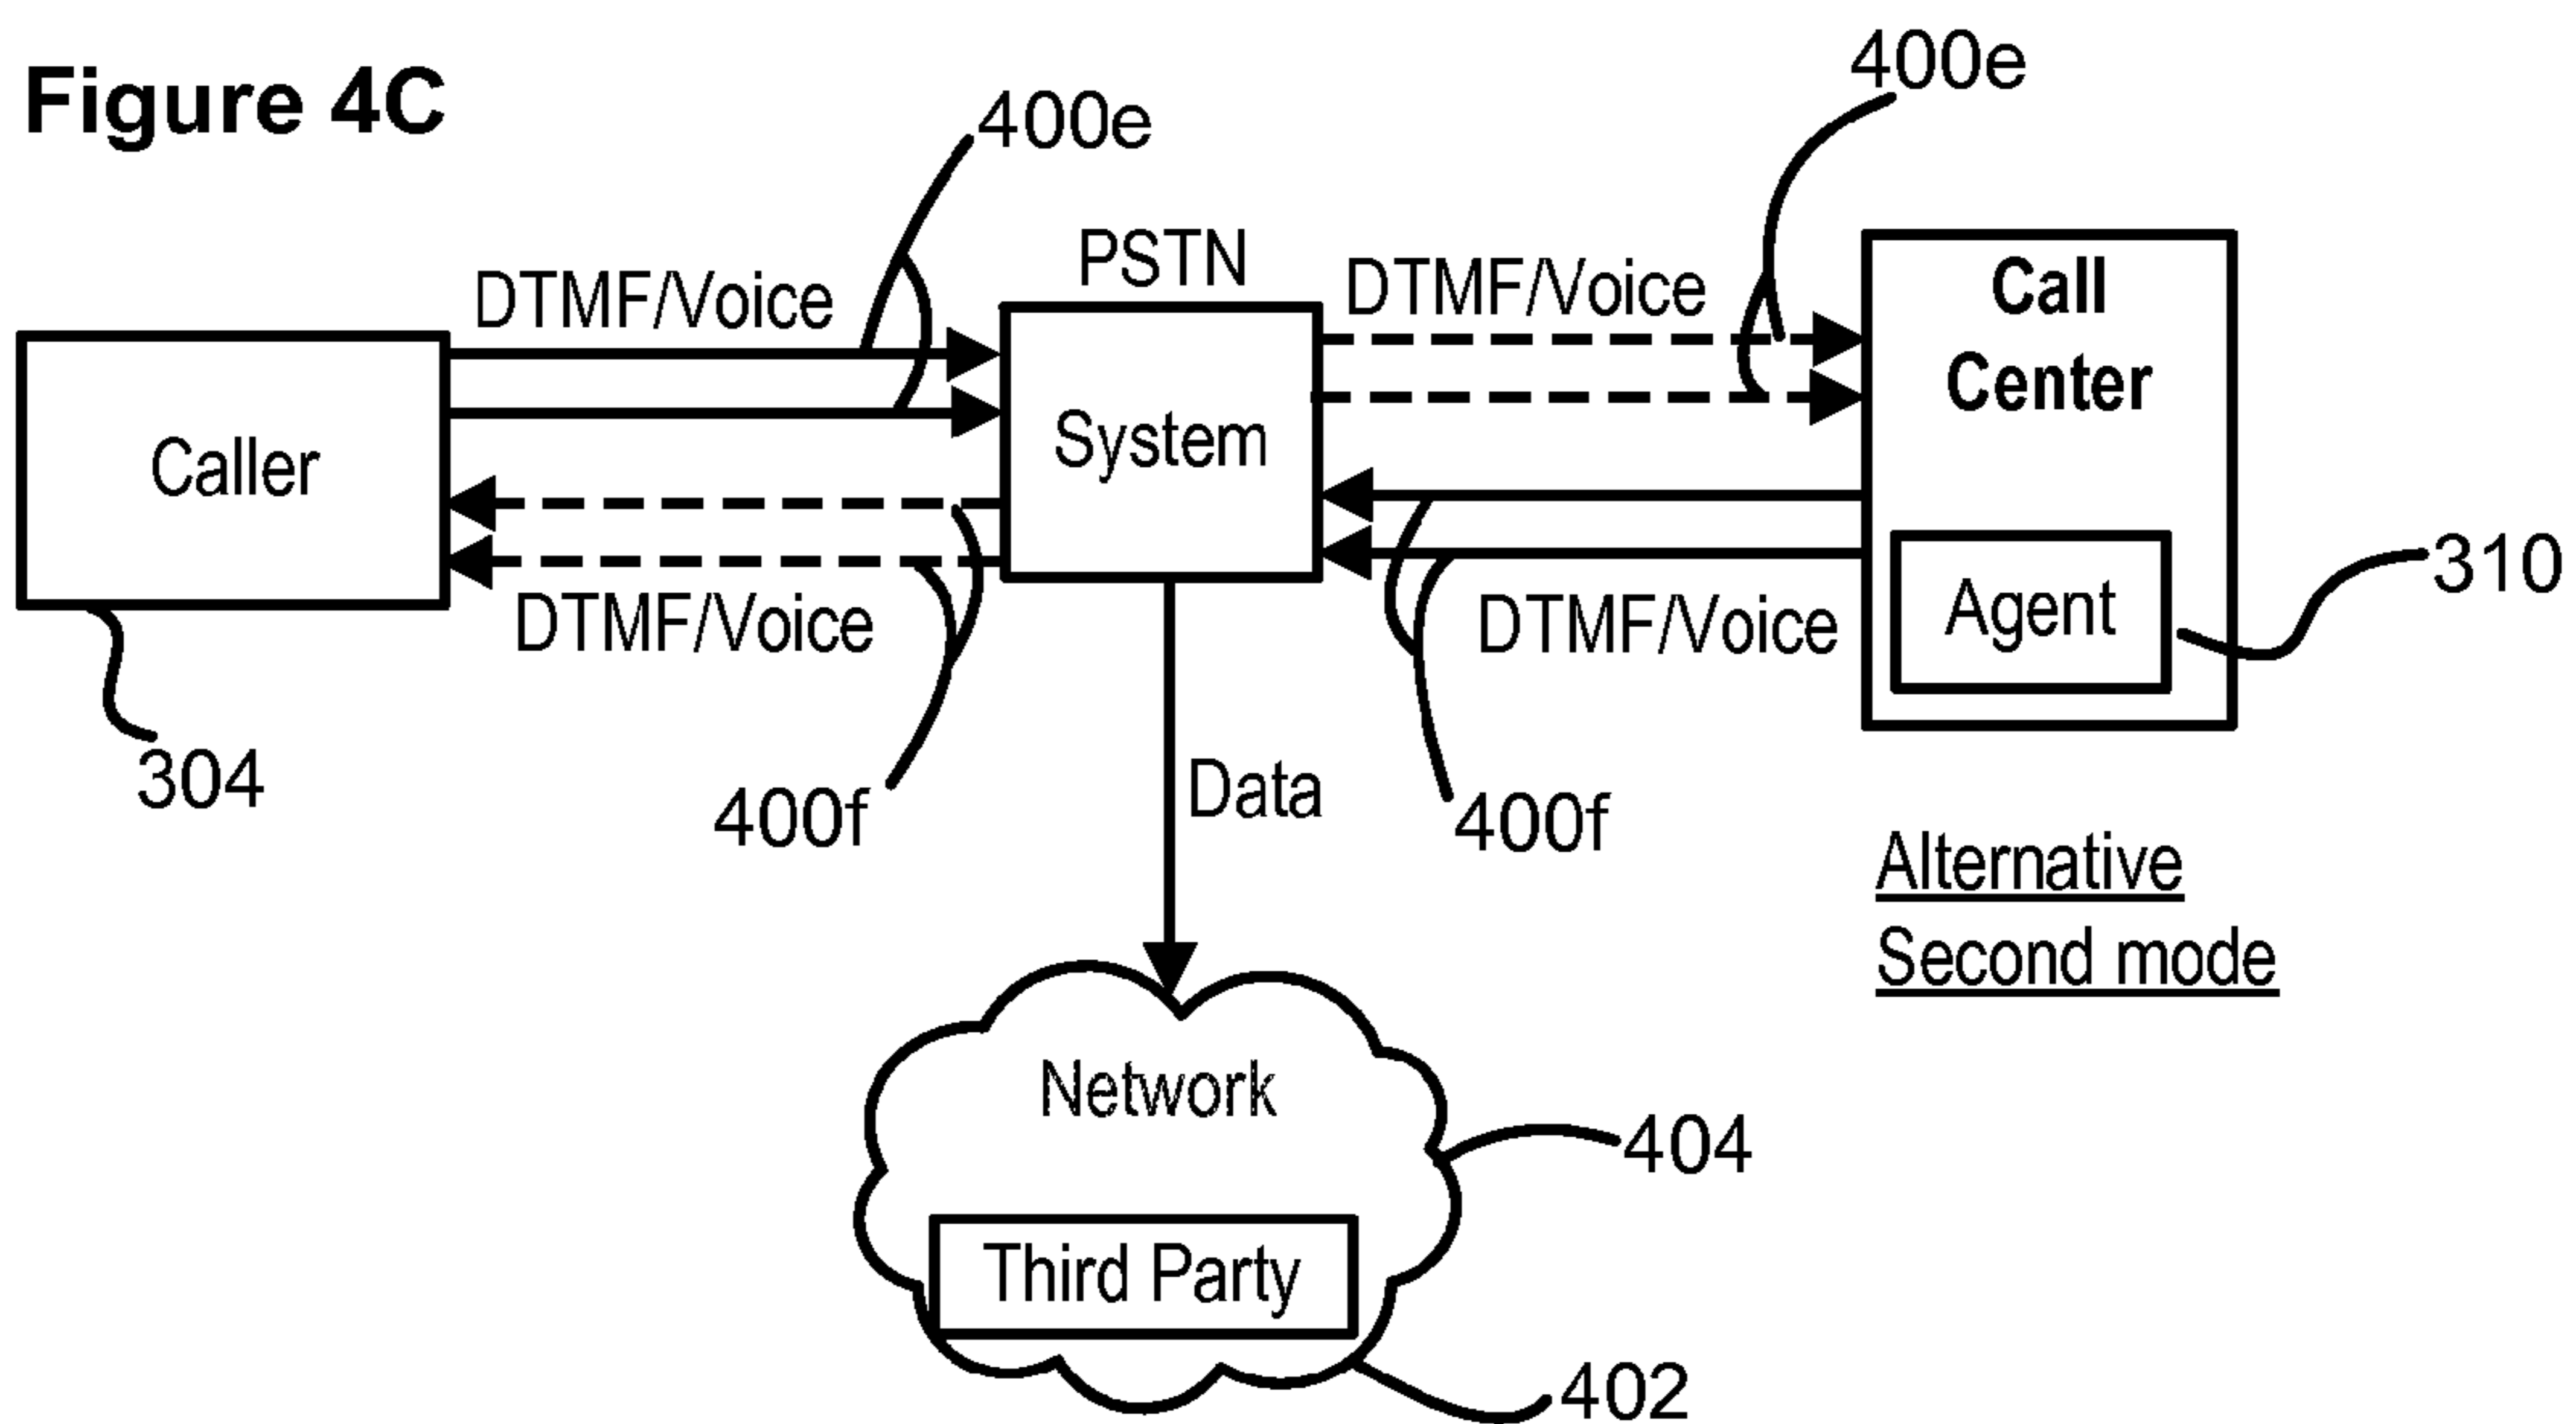 Figure 4C
400e
400e
PSTN
DTMF/Voice
DTMF/Voice
Call
Center
System
Caller
310
Agent
DTMF/Voice
DTMF/Voice
304
400f
Data
400f
Alternative
Second mode
Network
404
Third Party
402